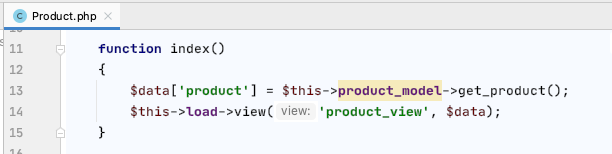 Product.php
11 function index()
12 {
13 $data['product'] = $this->product_model->get_product();
14 $this->load->view( view: 'product_view', $data);
15 }